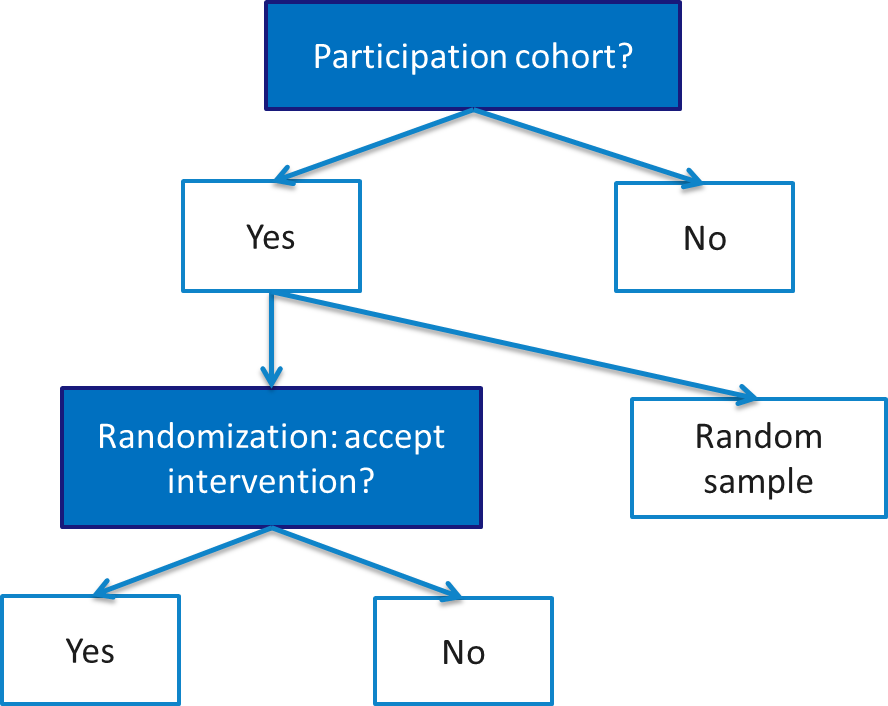 Participation cohort?
Yes
No
Randomization: accept
intervention?
Random
sample
Yes
No